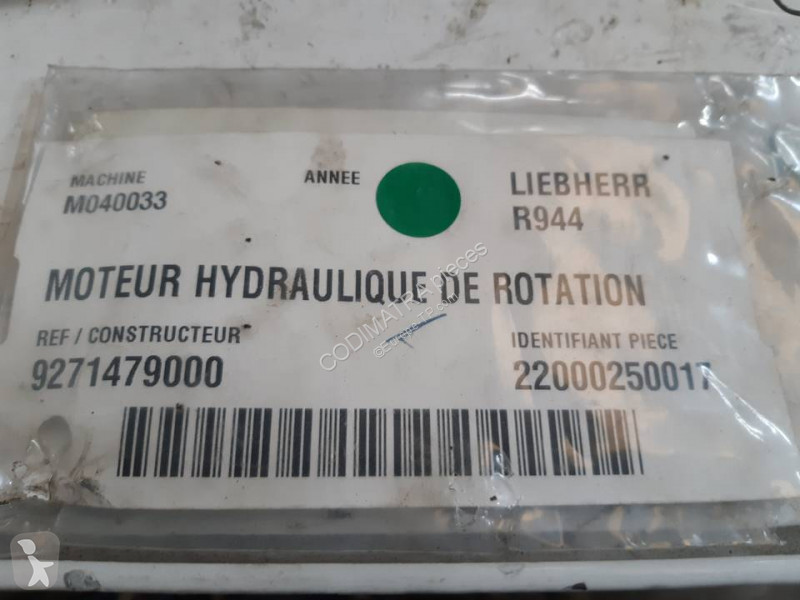 MACHINE
M040033
ANNEE
LIEBHERR
R944
MOTEUR HYDRAULIQUE DE ROTATION
REF / CONSTRUCTEUR
9271479000
IDENTIFIANT PIECE
22000250017
CODIMATRA pieces